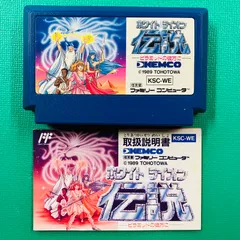 ホワイトライオン
伝説
ピラミッドの彼方に
KEMCO
©1989 TOHOTOWA
KSC-WE
ファミリーコンピュータ
取扱説明書
KSC-WE
ファミリーコンピュータ
©1989 TOHOTOWA
KEMCO
ホワイトライオン
伝説
ピラミッドの彼方に